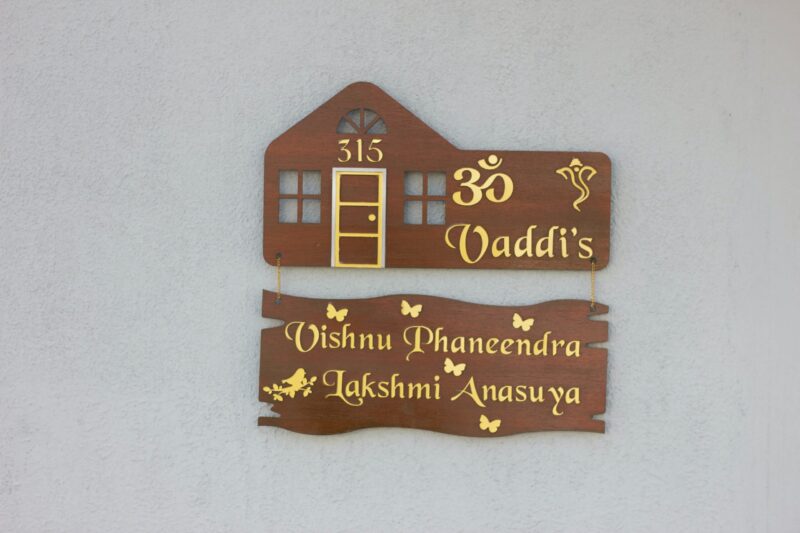 315
ॐ
Vaddi's
Vishnu Phaneendra
Lakshmi Anasuya